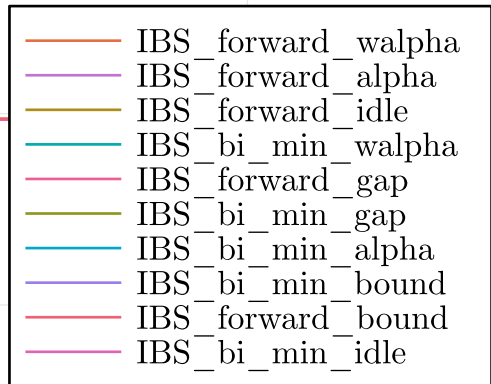 IBS_forward_walpha
IBS_forward_alpha
IBS_forward_idle
IBS_bi_min_walpha
IBS_forward_gap
IBS_bi_min_gap
IBS_bi_min_alpha
IBS_bi_min_bound
IBS_forward_bound
IBS_bi_min_idle